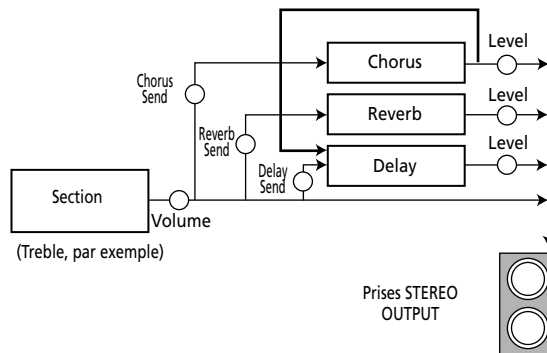 Level
Chorus
Chorus
Send
Level
Reverb
Reverb
Send
Level
Delay
Delay
Send
Section
Volume
(Treble, par exemple)
Prises STEREO
OUTPUT